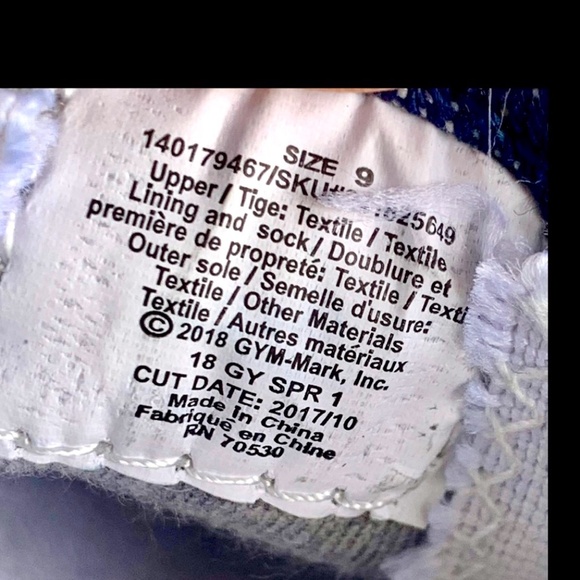 SIZE 9
140179467/SKU#
Upper / Tige: Textile / Textile
Lining and sock / Doublure et
première de propreté: Textile /
Outer sole / Semelle d'usure:
Textile / Other Materials
Textile / Autres matériaux
© 2018 GYM-Mark, Inc.
18 GY SPR 1
CUT DATE: 2017/10
Made in China
Fabriqué en Chine
RN 70530